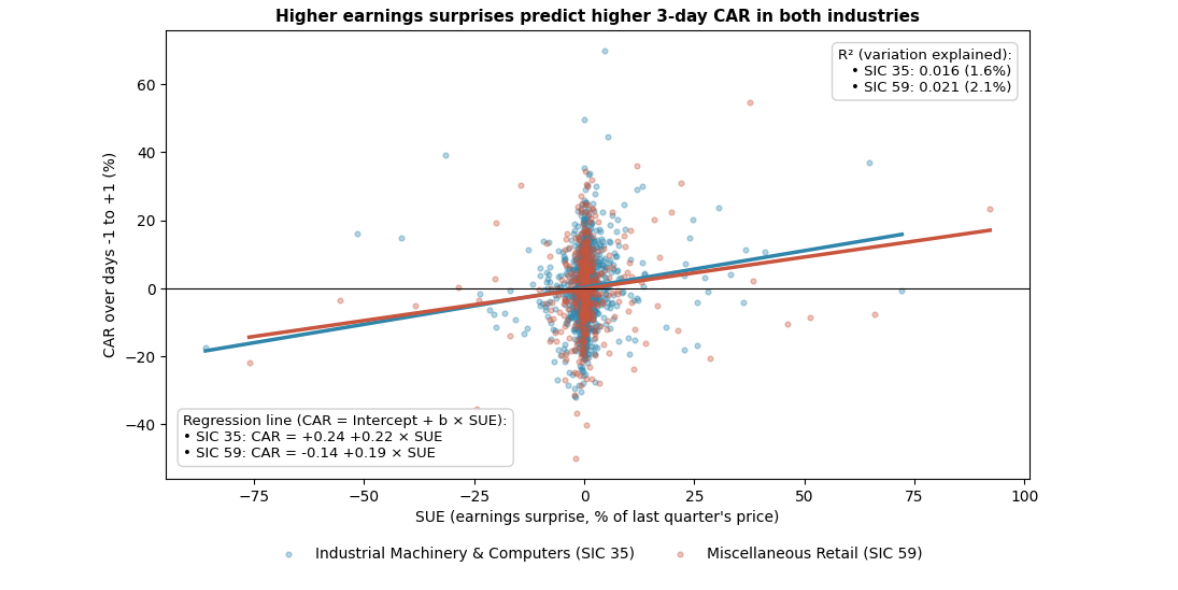 Higher earnings surprises predict higher 3-day CAR in both industries
R² (variation explained):
• SIC 35: 0.016 (1.6%)
• SIC 59: 0.021 (2.1%)
CAR over days -1 to +1 (%)
60
40
20
0
−20
−40
Regression line (CAR = Intercept + b × SUE):
• SIC 35: CAR = +0.24 +0.22 × SUE
• SIC 59: CAR = -0.14 +0.19 × SUE
−75 −50 −25 0 25 50 75 100
SUE (earnings surprise, % of last quarter's price)
Industrial Machinery & Computers (SIC 35) Miscellaneous Retail (SIC 59)